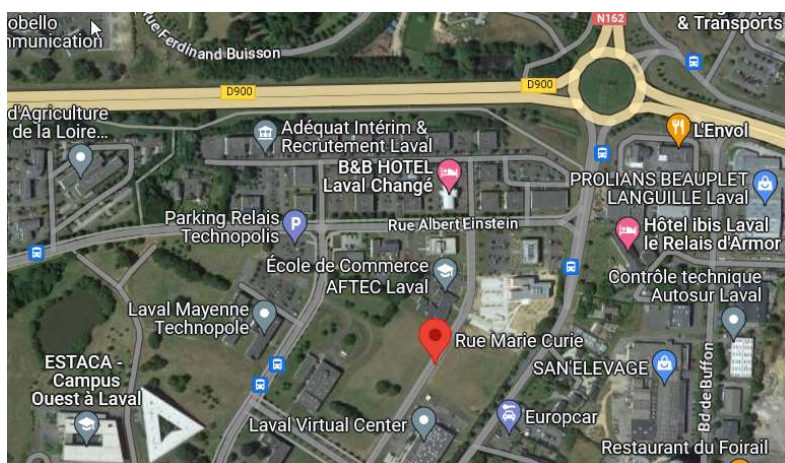 obello
mmunication
Rue Ferdinand Buisson
N162
& Transports
D900
D900
d'Agriculture
de la Loire...
Adéquat Intérim &
Recrutement Laval
L'Envol
B&B HOTEL
Laval Changé
PROLIANS BEAUPLET
LANGUILLE Laval
Parking Relais
Technopolis
P
Rue Albert Einstein
Hôtel ibis Laval
le Relais d'Armor
École de Commerce
AFTEC Laval
Contrôle technique
Autosur Laval
Laval Mayenne
Technopole
Rue Marie Curie
ESTACA -
Campus
Ouest à Laval
SAN'ELEVAGE
Bd de Buffon
Laval Virtual Center
Europcar
Restaurant du Foirail